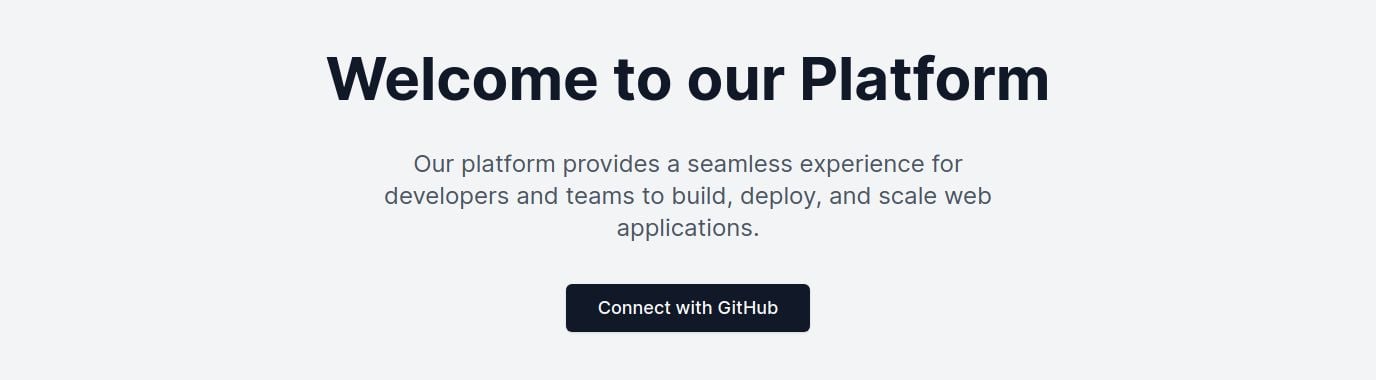 Welcome to our Platform
Our platform provides a seamless experience for
developers and teams to build, deploy, and scale web
applications.
Connect with GitHub